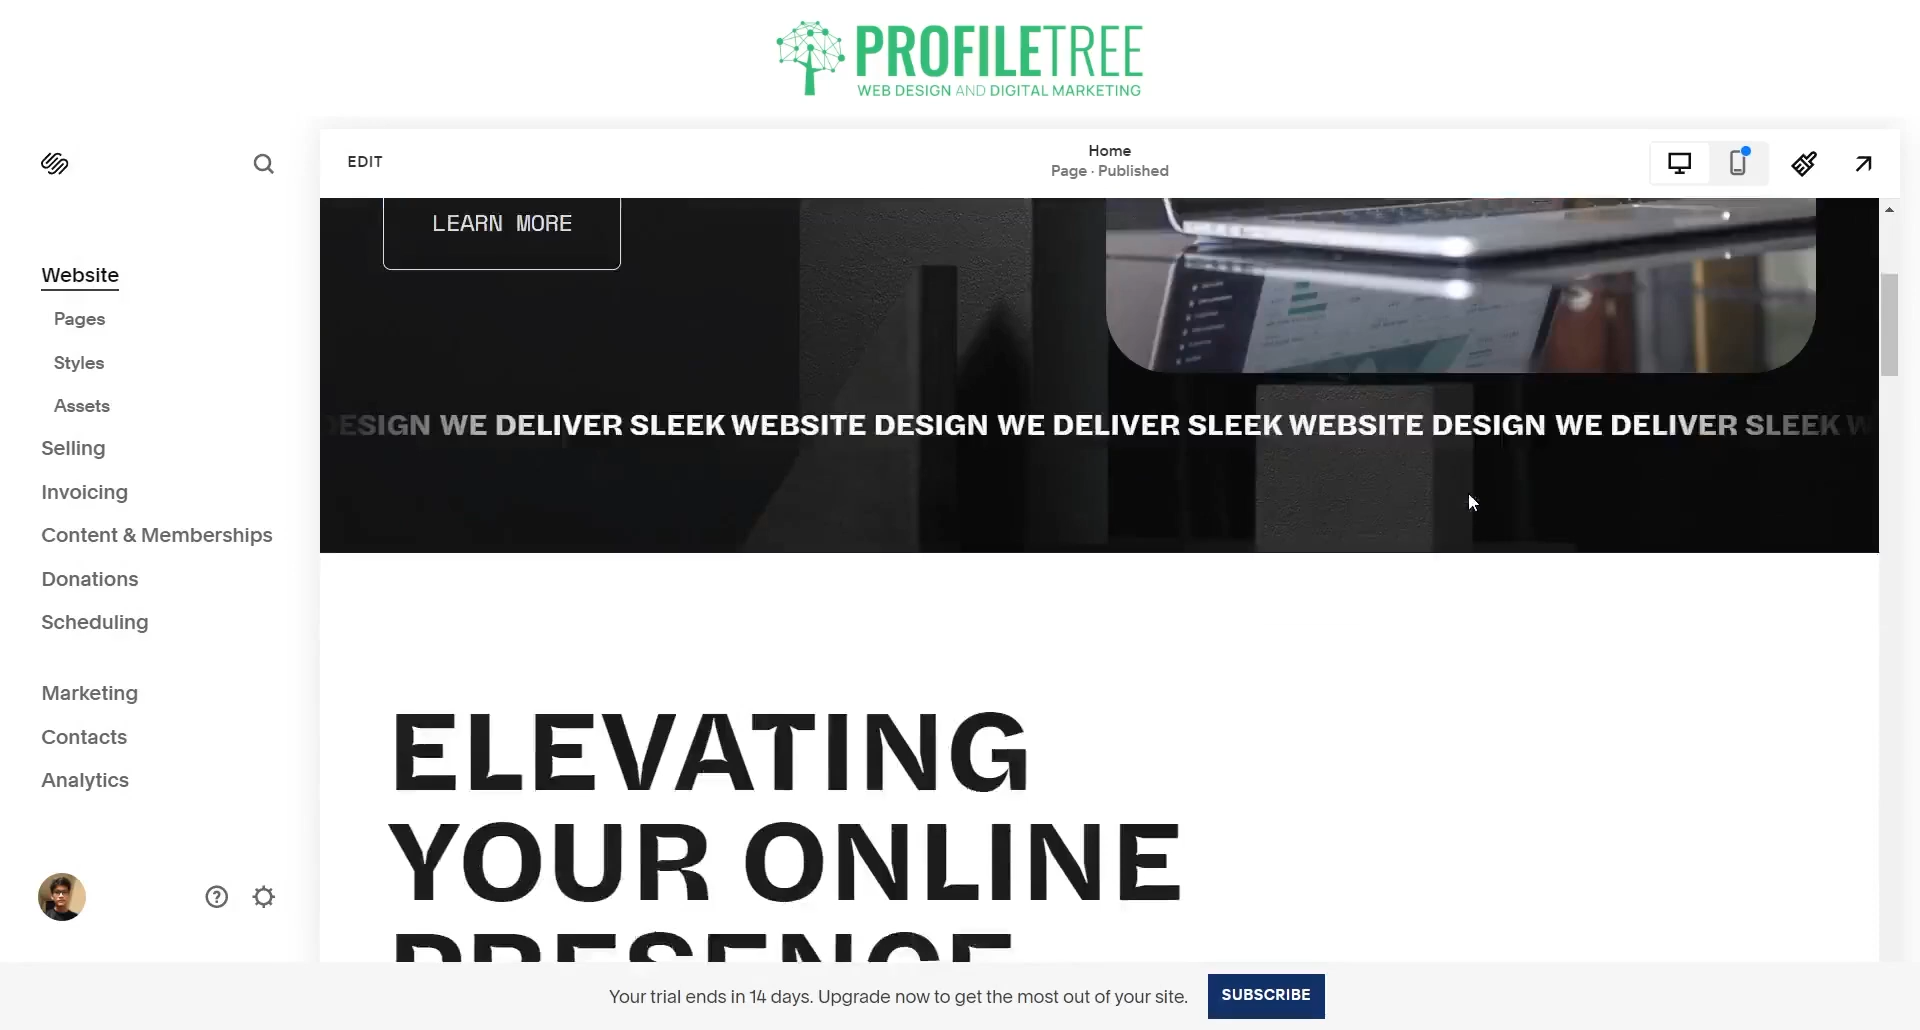 PROFILETREE
WEB DESIGN AND DIGITAL MARKETING
EDIT
Home
Page · Published
Website
Pages
Styles
Assets
Selling
Invoicing
Content & Memberships
Donations
Scheduling
Marketing
Contacts
Analytics
LEARN MORE
DESIGN WE DELIVER SLEEK WEBSITE DESIGN WE DELIVER SLEEK WEBSITE DESIGN WE DELIVER SLEEK W
ELEVATING
YOUR ONLINE
PRESENCE
Your trial ends in 14 days. Upgrade now to get the most out of your site.
SUBSCRIBE